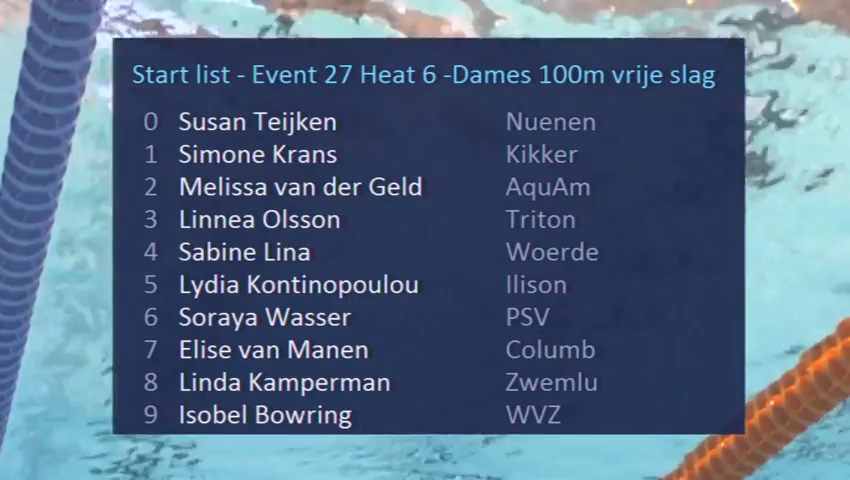 Start list - Event 27 Heat 6 -Dames 100m vrije slag
0 Susan Teijken Nuenen
1 Simone Krans Kikker
2 Melissa van der Geld AquAm
3 Linnea Olsson Triton
4 Sabine Lina Woerde
5 Lydia Kontinopoulou Ilison
6 Soraya Wasser PSV
7 Elise van Manen Columb
8 Linda Kamperman Zwemlu
9 Isobel Bowring WVZ